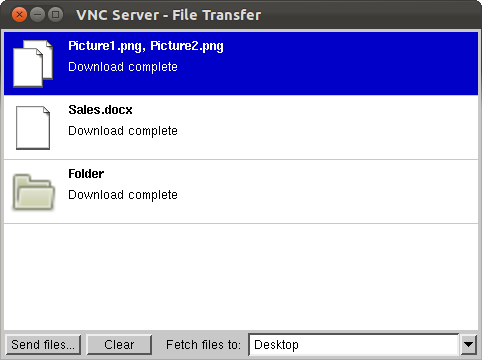 VNC Server - File Transfer
Picture1.png, Picture2.png
Download complete
Sales.docx
Download complete
Folder
Download complete
Send files... Clear Fetch files to: Desktop